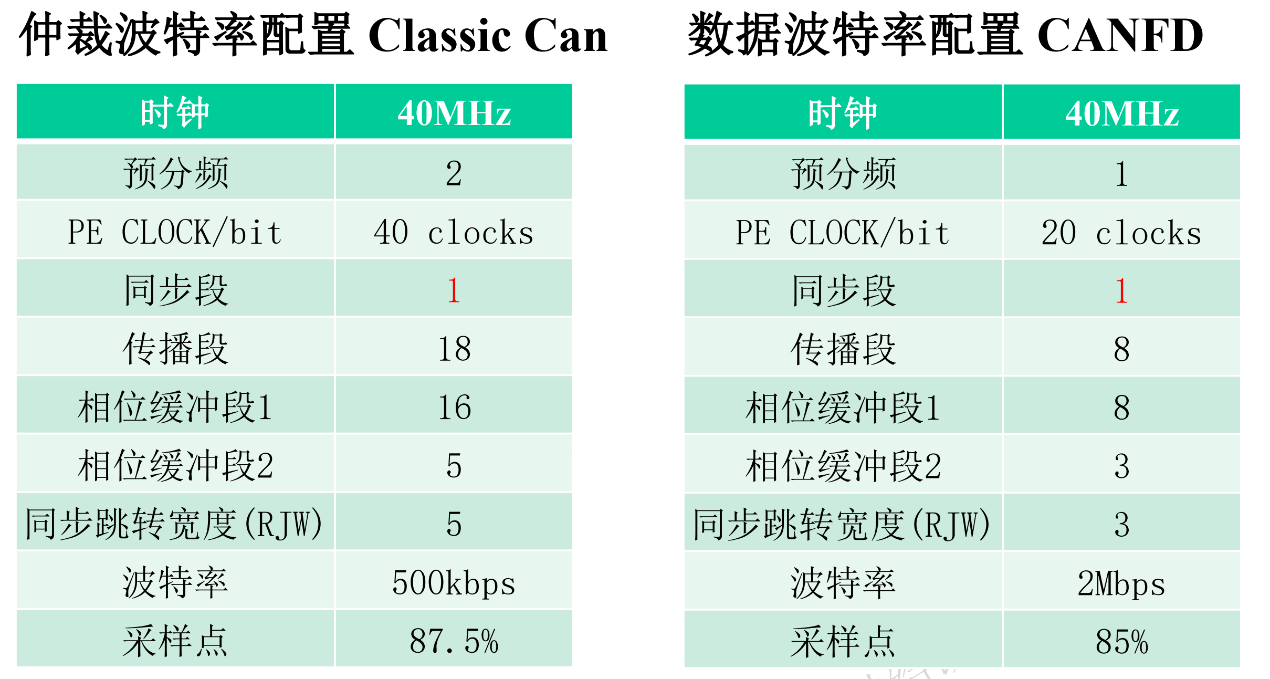 仲裁波特率配置 Classic Can
时钟 40MHz
预分频 2
PE CLOCK/bit 40 clocks
同步段 1
传播段 18
相位缓冲段1 16
相位缓冲段2 5
同步跳转宽度(RJW) 5
波特率 500kbps
采样点 87.5%
数据波特率配置 CANFD
时钟 40MHz
预分频 1
PE CLOCK/bit 20 clocks
同步段 1
传播段 8
相位缓冲段1 8
相位缓冲段2 3
同步跳转宽度(RJW) 3
波特率 2Mbps
采样点 85%